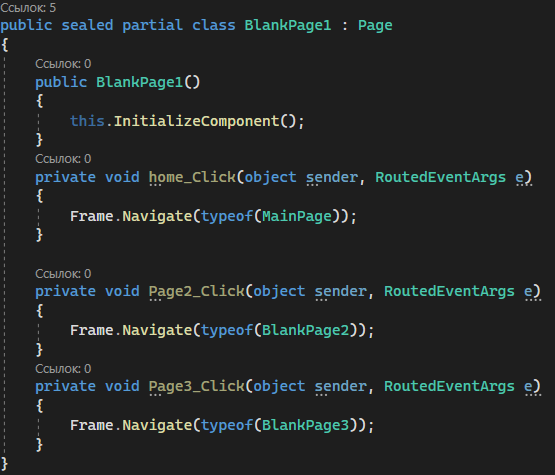 Ссылок: 5
public sealed partial class BlankPage1 : Page
{
Ссылок: 0
public BlankPage1()
{
this.InitializeComponent();
}
Ссылок: 0
private void home_Click(object sender, RoutedEventArgs e)
{
Frame.Navigate(typeof(MainPage));
}
Ссылок: 0
private void Page2_Click(object sender, RoutedEventArgs e)
{
Frame.Navigate(typeof(BlankPage2));
}
Ссылок: 0
private void Page3_Click(object sender, RoutedEventArgs e)
{
Frame.Navigate(typeof(BlankPage3));
}
}